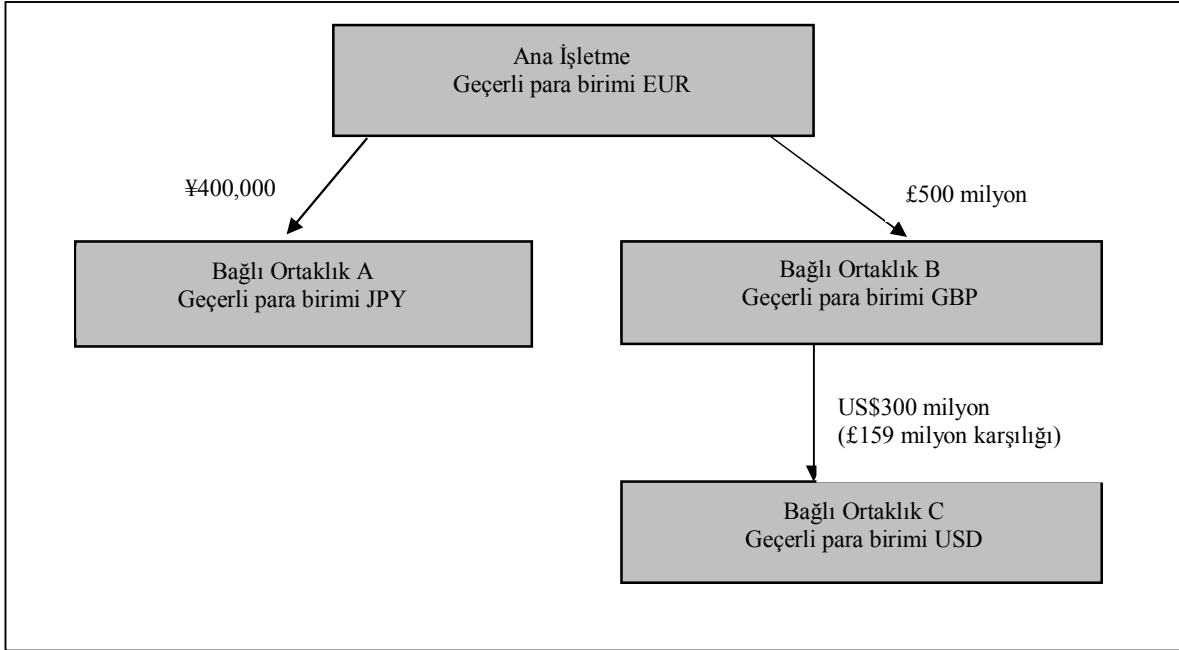 Ana İşletme
Geçerli para birimi EUR
¥400,000
£500 milyon
Bağlı Ortaklık A
Geçerli para birimi JPY
Bağlı Ortaklık B
Geçerli para birimi GBP
US$300 milyon
(£159 milyon karşılığı)
Bağlı Ortaklık C
Geçerli para birimi USD